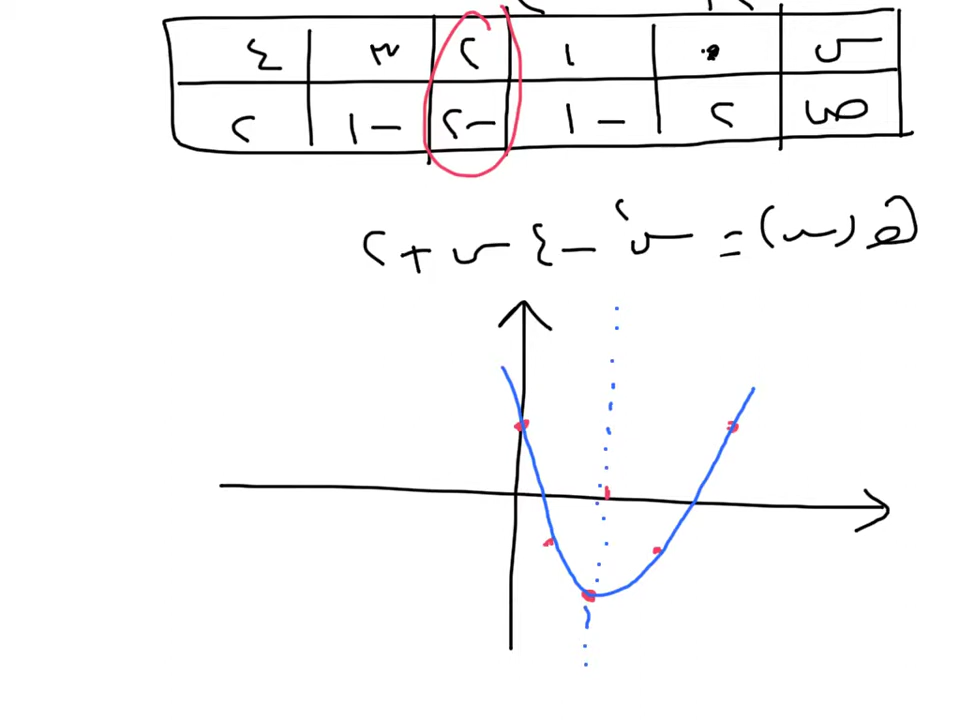 س ٠ ١ ٢ ٣ ٤
ص ٢ -١ -٢ -١ ٢
د(س) = س٢ - ٤س + ٢